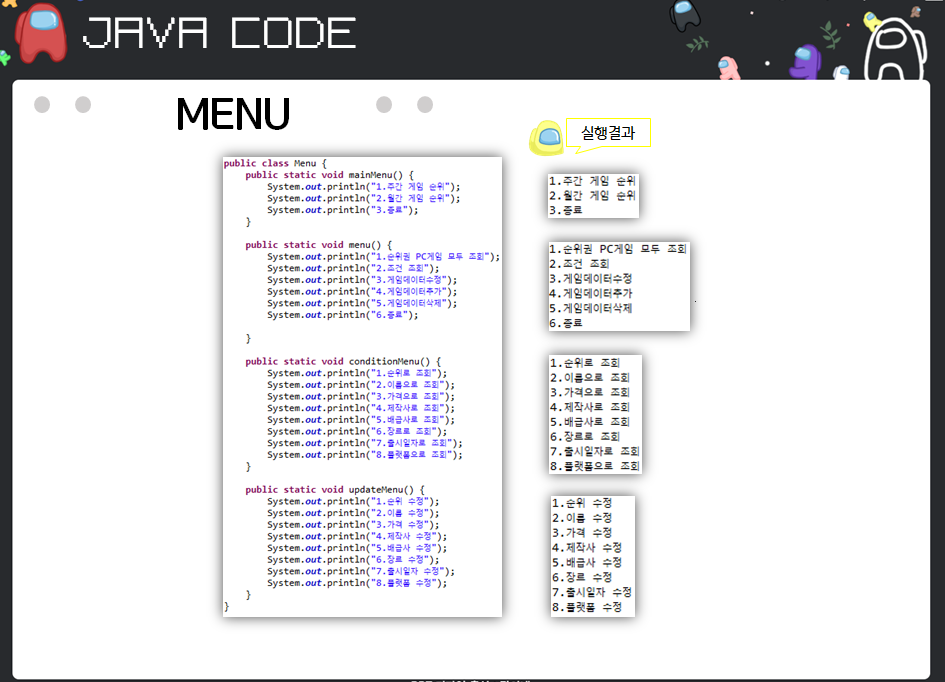 JAVA CODE
MENU
실행결과
public class Menu {
public static void mainMenu() {
System.out.println("1.주간 게임 순위");
System.out.println("2.월간 게임 순위");
System.out.println("3.종료");
}
public static void menu() {
System.out.println("1.순위권 PC게임 모두 조회");
System.out.println("2.조건 조회");
System.out.println("3.게임데이터수정");
System.out.println("4.게임데이터추가");
System.out.println("5.게임데이터삭제");
System.out.println("6.종료");
}
public static void conditionMenu() {
System.out.println("1.순위로 조회");
System.out.println("2.이름으로 조회");
System.out.println("3.가격으로 조회");
System.out.println("4.제작사로 조회");
System.out.println("5.배급사로 조회");
System.out.println("6.장르로 조회");
System.out.println("7.출시일자로 조회");
System.out.println("8.플랫폼으로 조회");
}
public static void updateMenu() {
System.out.println("1.순위 수정");
System.out.println("2.이름 수정");
System.out.println("3.가격 수정");
System.out.println("4.제작사 수정");
System.out.println("5.배급사 수정");
System.out.println("6.장르 수정");
System.out.println("7.출시일자 수정");
System.out.println("8.플랫폼 수정");
}
}
1.주간 게임 순위
2.월간 게임 순위
3.종료
1.순위권 PC게임 모두 조회
2.조건 조회
3.게임데이터수정
4.게임데이터추가
5.게임데이터삭제
6.종료
1.순위로 조회
2.이름으로 조회
3.가격으로 조회
4.제작사로 조회
5.배급사로 조회
6.장르로 조회
7.출시일자로 조회
8.플랫폼으로 조회
1.순위 수정
2.이름 수정
3.가격 수정
4.제작사 수정
5.배급사 수정
6.장르 수정
7.출시일자 수정
8.플랫폼 수정